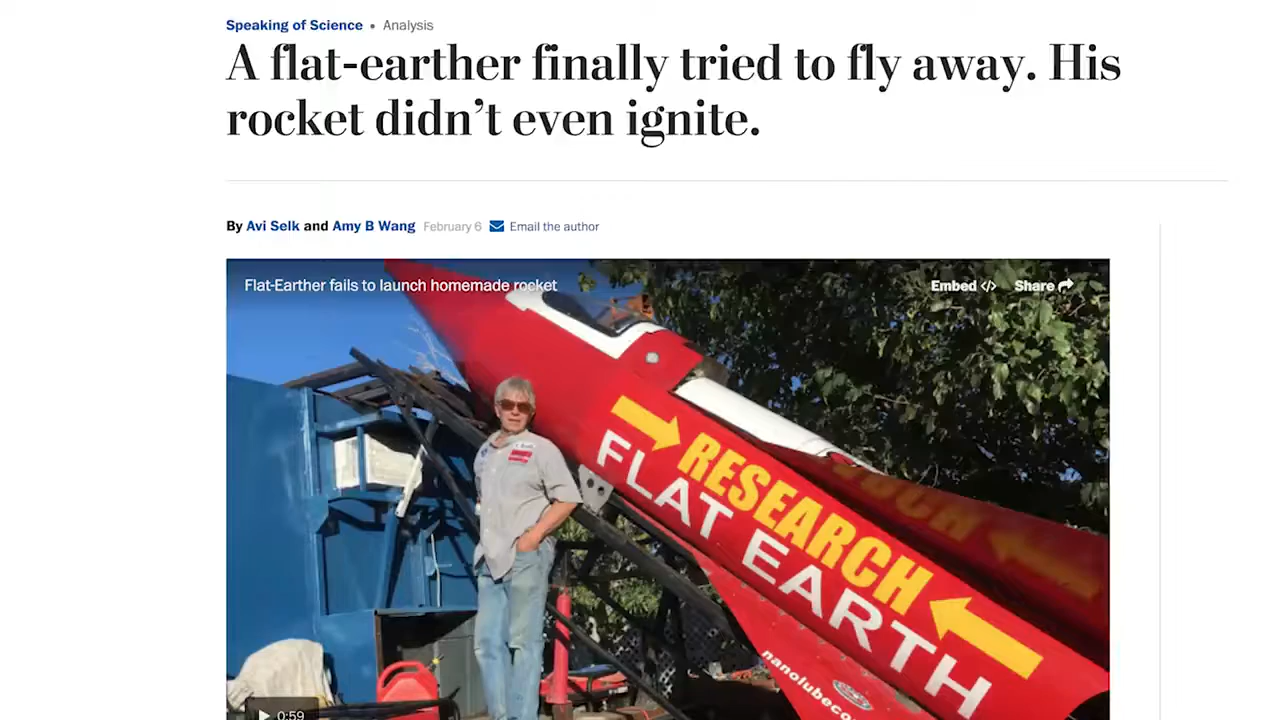 Speaking of Science • Analysis
A flat-earther finally tried to fly away. His
rocket didn’t even ignite.
By Avi Selk and Amy B Wang February 6 Email the author
Flat-Earther fails to launch homemade rocket
Embed </> Share
RESEARCH
FLAT EARTH
nanolubeco
0:59